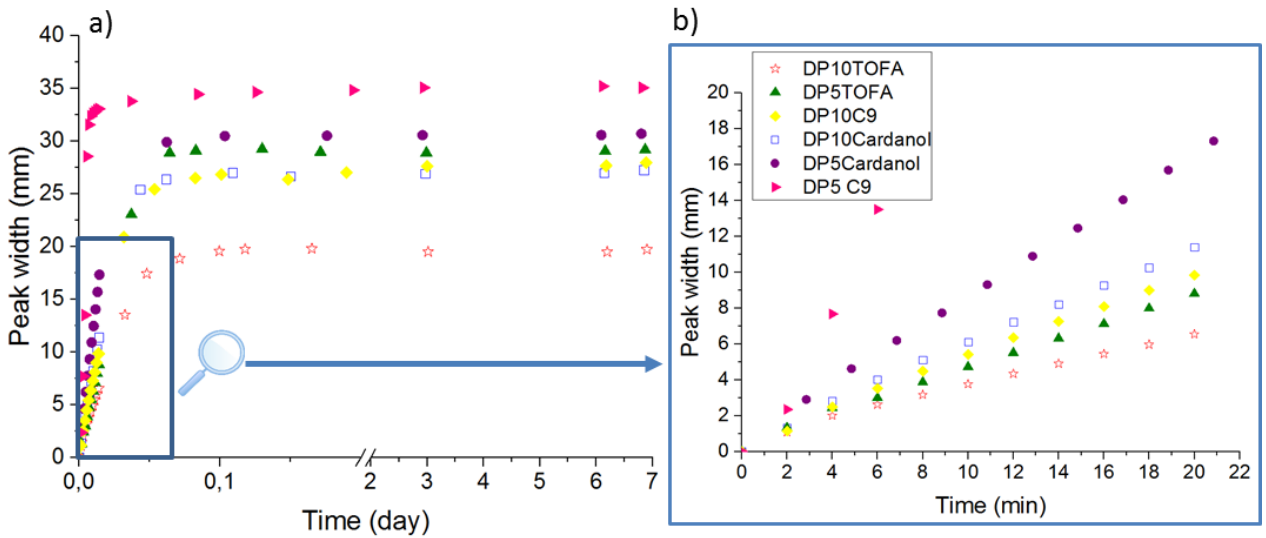 a)
Peak width (mm)
40
35
30
25
20
15
10
5
0
0,0 0,1 2 3 4 5 6 7
Time (day)
b)
DP10TOFA
DP5TOFA
DP10C9
DP10Cardanol
DP5Cardanol
DP5 C9
Peak width (mm)
20
18
16
14
12
10
8
6
4
2
0
0 2 4 6 8 10 12 14 16 18 20 22
Time (min)